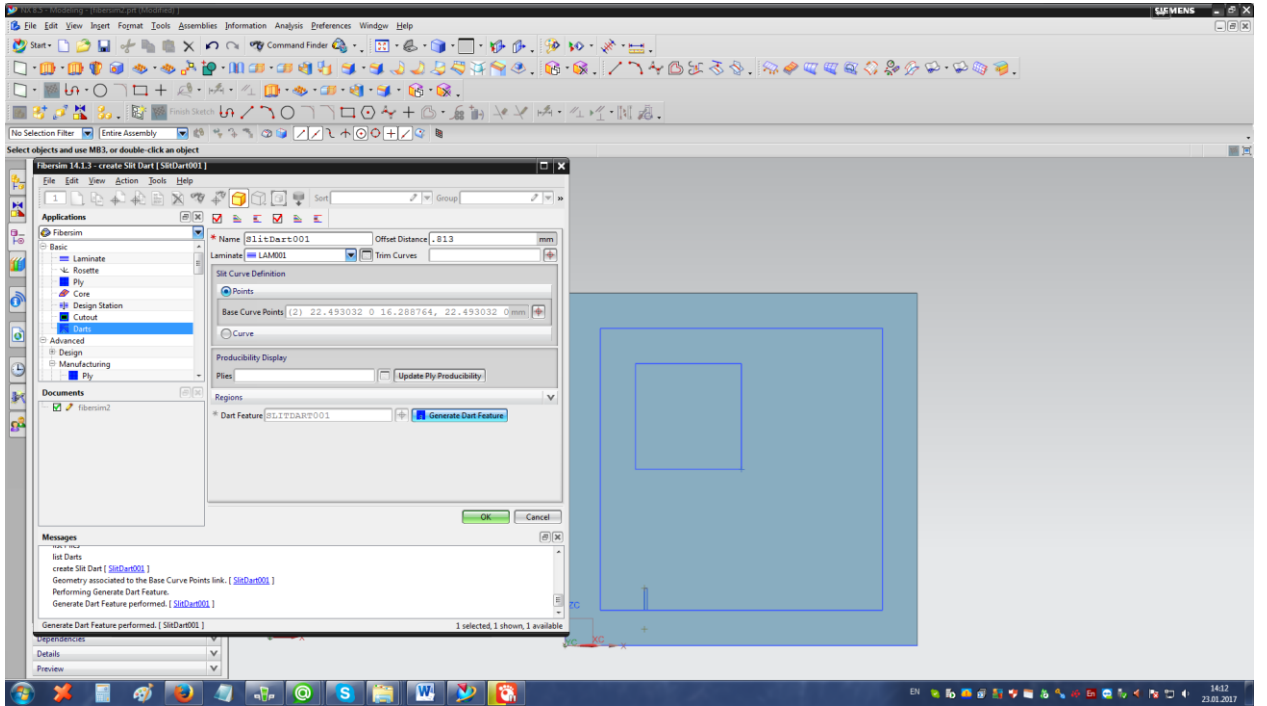 NX 8.5 - Modeling - [fibersim2.prt (Modified) ]
SIEMENS
File Edit View Insert Format Tools Assemblies Information Analysis Preferences Window Help
Start Command Finder
Finish Sketch
No Selection Filter Entire Assembly
Select objects and use MB3, or double-click an object
Fibersim 14.1.3 - create Slit Dart [ SlitDart001 ]
File Edit View Action Tools Help
1 Sort Group
Applications
Fibersim
Basic
Laminate
Rosette
Ply
Core
Design Station
Cutout
Darts
Advanced
Design
Manufacturing
Ply
Documents
fibersim2
* Name SlitDart001 Offset Distance .813 mm
Laminate LAM001 Trim Curves
Slit Curve Definition
Points
Base Curve Points (2) 22.493032 0 16.288764, 22.493032 0 mm
Curve
Producibility Display
Plies Update Ply Producibility
Regions
* Dart Feature SLITDART001 Generate Dart Feature
OK Cancel
Messages
list Plies
list Darts
create Slit Dart [ SlitDart001 ]
Geometry associated to the Base Curve Points link. [ SlitDart001 ]
Performing Generate Dart Feature.
Generate Dart Feature performed. [ SlitDart001 ]
Generate Dart Feature performed. [ SlitDart001 ] 1 selected, 1 shown, 1 available
Dependencies
Details
Preview
X
ZC
YC XC X
EN 14:12
23.01.2017